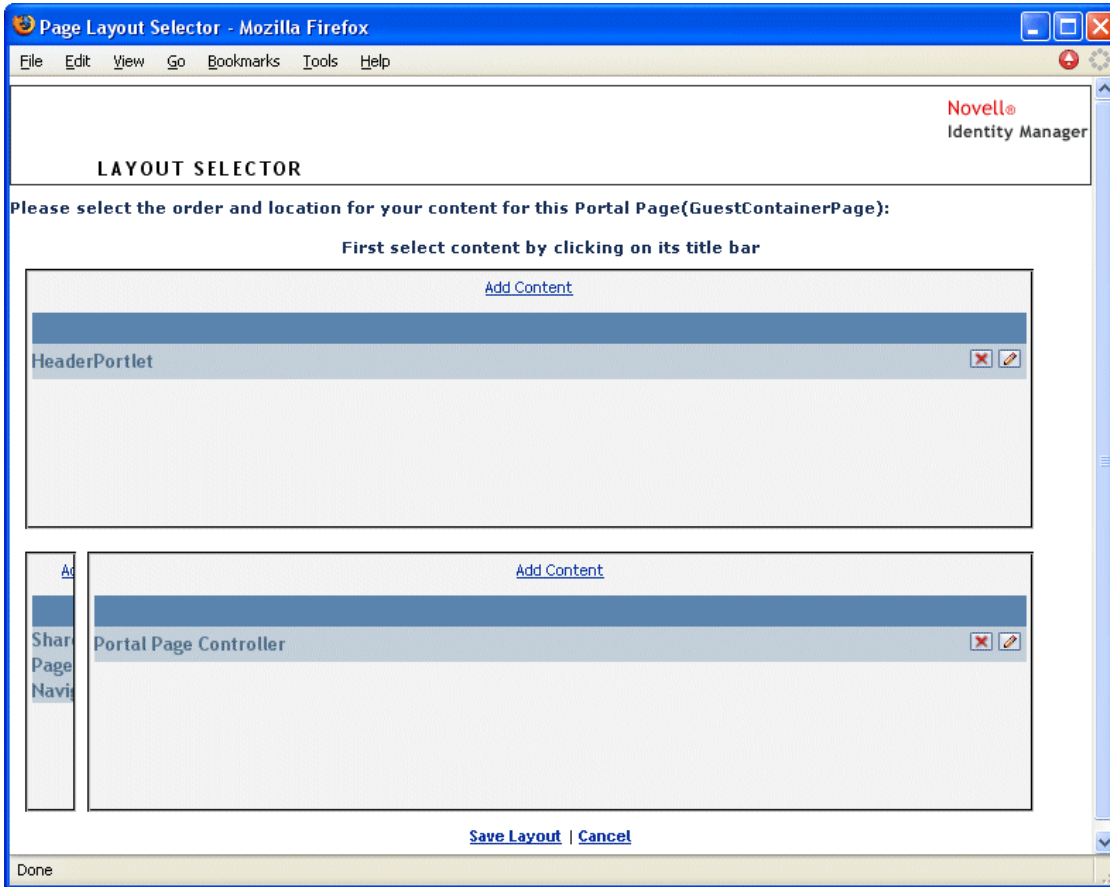 Page Layout Selector - Mozilla Firefox
File Edit View Go Bookmarks Tools Help
Novell®
Identity Manager
LAYOUT SELECTOR
Please select the order and location for your content for this Portal Page(GuestContainerPage):
First select content by clicking on its title bar
Add Content
HeaderPortlet
Add Content
Portal Page Controller
Page
Save Layout | Cancel
Done